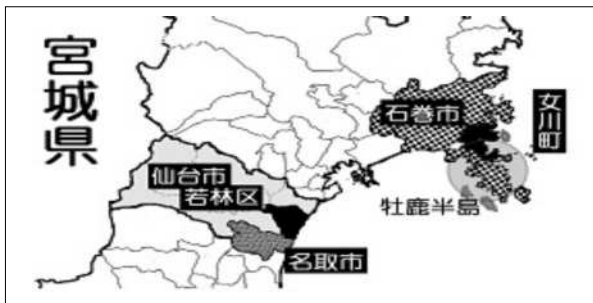 宮城県
石巻市
女川町
仙台市
若林区
牡鹿半島
名取市